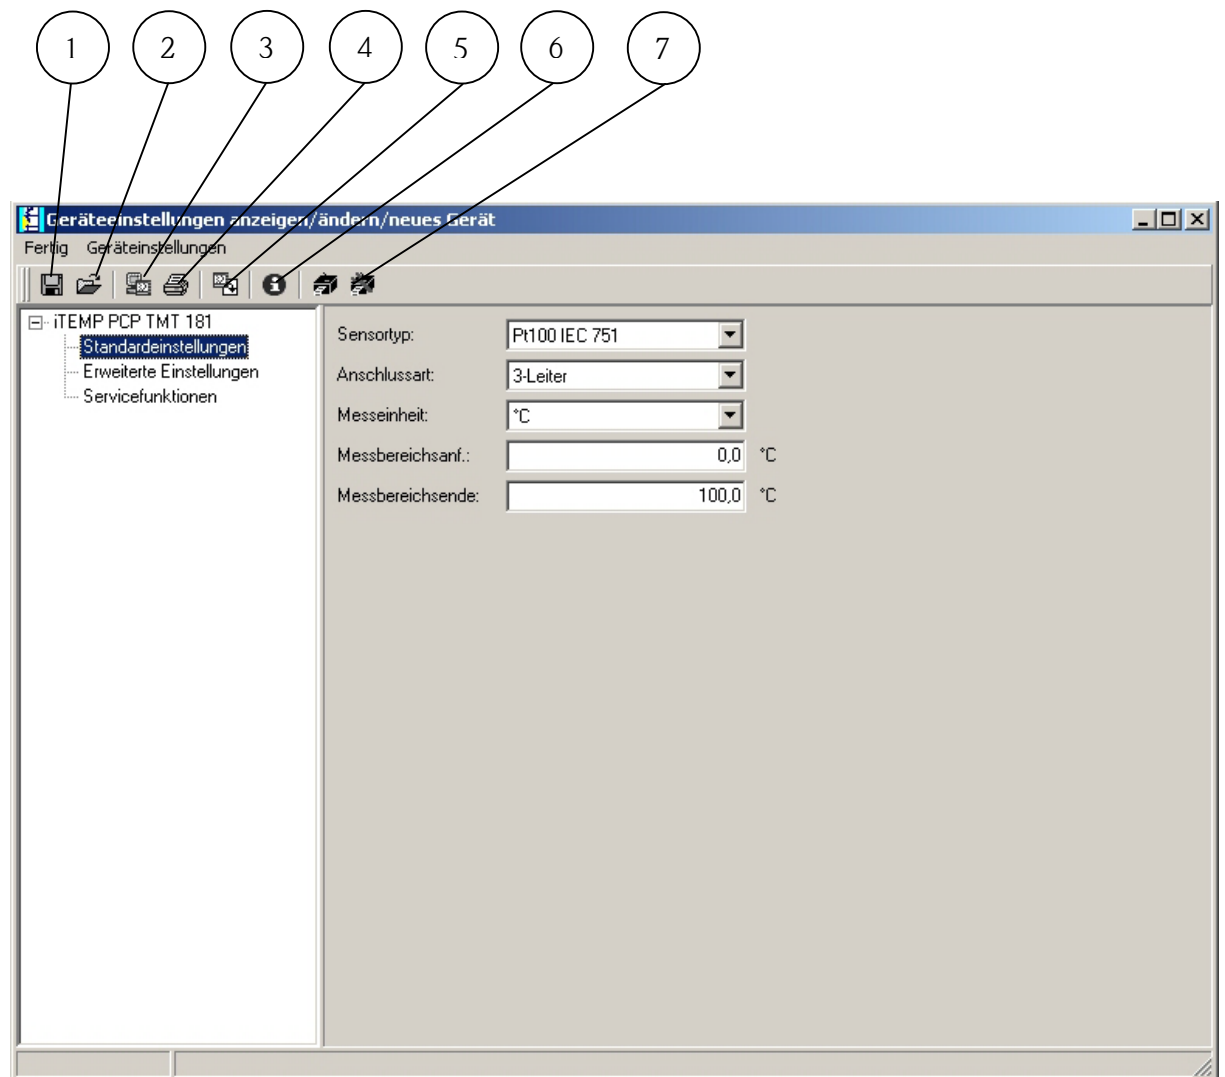 1 2 3 4 5 6 7
Geräteeinstellungen anzeigen/ändern/neues Gerät
Fertig Geräteinstellungen
iTEMP PCP TMT 181
Standardeinstellungen
Erweiterte Einstellungen
Servicefunktionen
Sensortyp: Pt100 IEC 751
Anschlussart: 3-Leiter
Messeinheit: °C
Messbereichsanf.: 0,0 °C
Messbereichsende: 100,0 °C